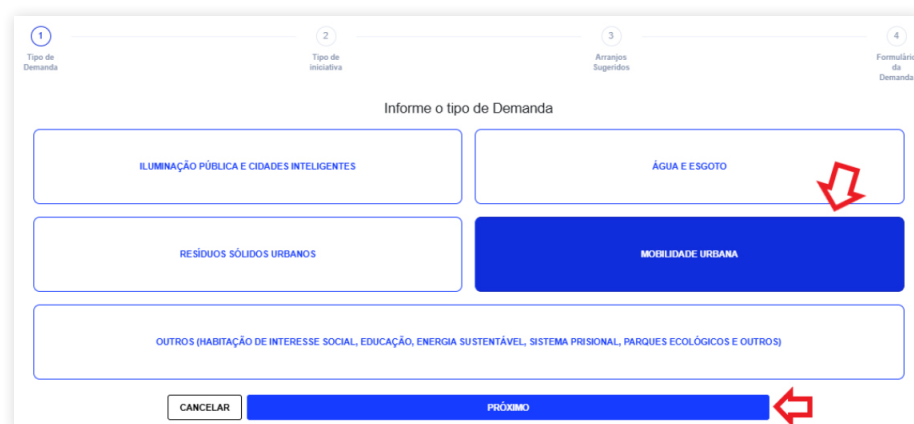 1
Tipo de
Demanda
2
Tipo de
iniciativa
3
Arranjos
Sugeridos
4
Formulário
da
Demanda
Informe o tipo de Demanda
ILUMINAÇÃO PÚBLICA E CIDADES INTELIGENTES
ÁGUA E ESGOTO
RESÍDUOS SÓLIDOS URBANOS
MOBILIDADE URBANA
OUTROS (HABITAÇÃO DE INTERESSE SOCIAL, EDUCAÇÃO, ENERGIA SUSTENTÁVEL, SISTEMA PRISIONAL, PARQUES ECOLÓGICOS E OUTROS)
CANCELAR
PRÓXIMO